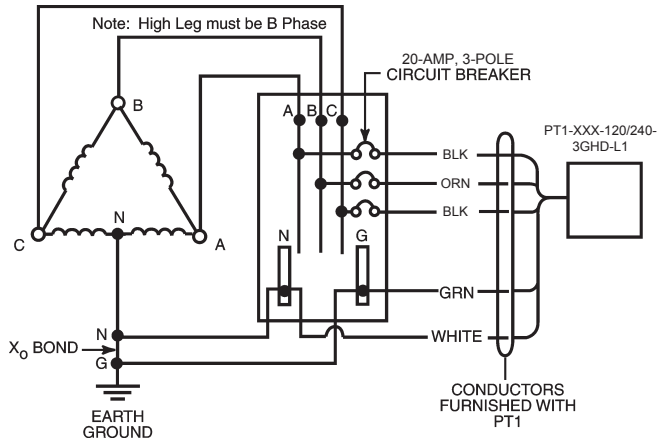 Note: High Leg must be B Phase
20-AMP, 3-POLE
CIRCUIT BREAKER
A B C
B
PT1-XXX-120/240-
3GHD-L1
BLK
ORN
BLK
N
C
A
N
G
GRN
N
WHITE
X₀ BOND
G
CONDUCTORS
FURNISHED WITH
PT1
EARTH
GROUND